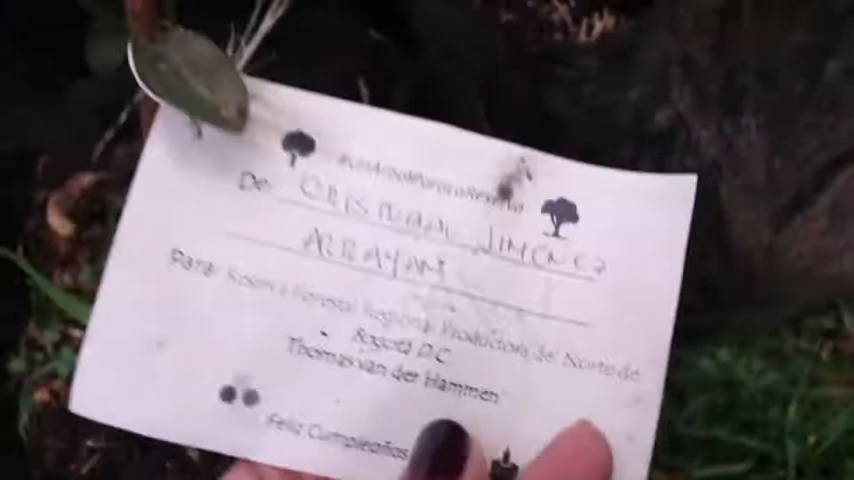 #UnArbolParaLaReserva
De: CRISTIAN JIMENEZ
ARRAYAN
Para: Reserva Forestal Regional Productora del Norte de
Bogotá D.C
Thomas van der Hammen
Feliz Cumpleaños